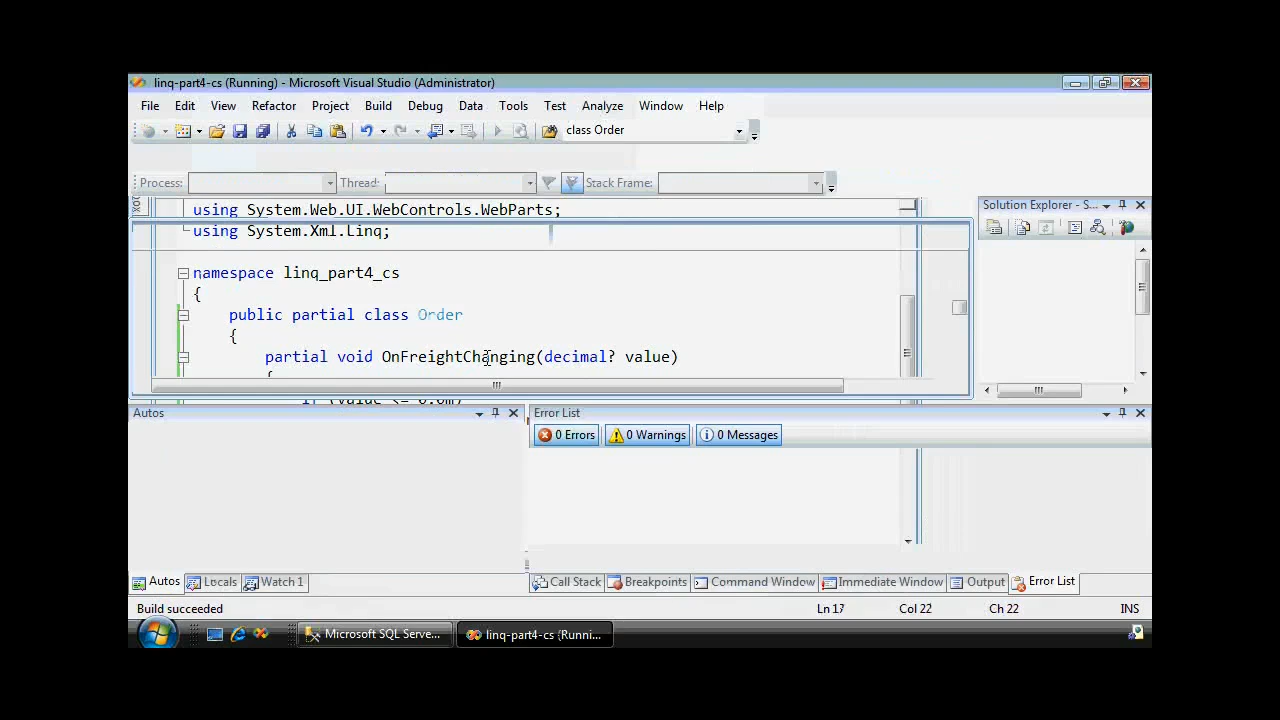 linq-part4-cs (Running) - Microsoft Visual Studio (Administrator)
File Edit View Refactor Project Build Debug Data Tools Test Analyze Window Help
class Order
Process: Thread: Stack Frame:
using System.Web.UI.WebControls.WebParts;
using System.Xml.Linq;
namespace linq_part4_cs
{
public partial class Order
{
partial void OnFreightChanging(decimal? value)
{
if (value <= 0.0m)
Solution Explorer - S...
Autos
Error List
0 Errors 0 Warnings 0 Messages
Autos Locals Watch 1
Call Stack Breakpoints Command Window Immediate Window Output Error List
Build succeeded Ln 17 Col 22 Ch 22 INS
Microsoft SQL Serve... linq-part4-cs (Runni...